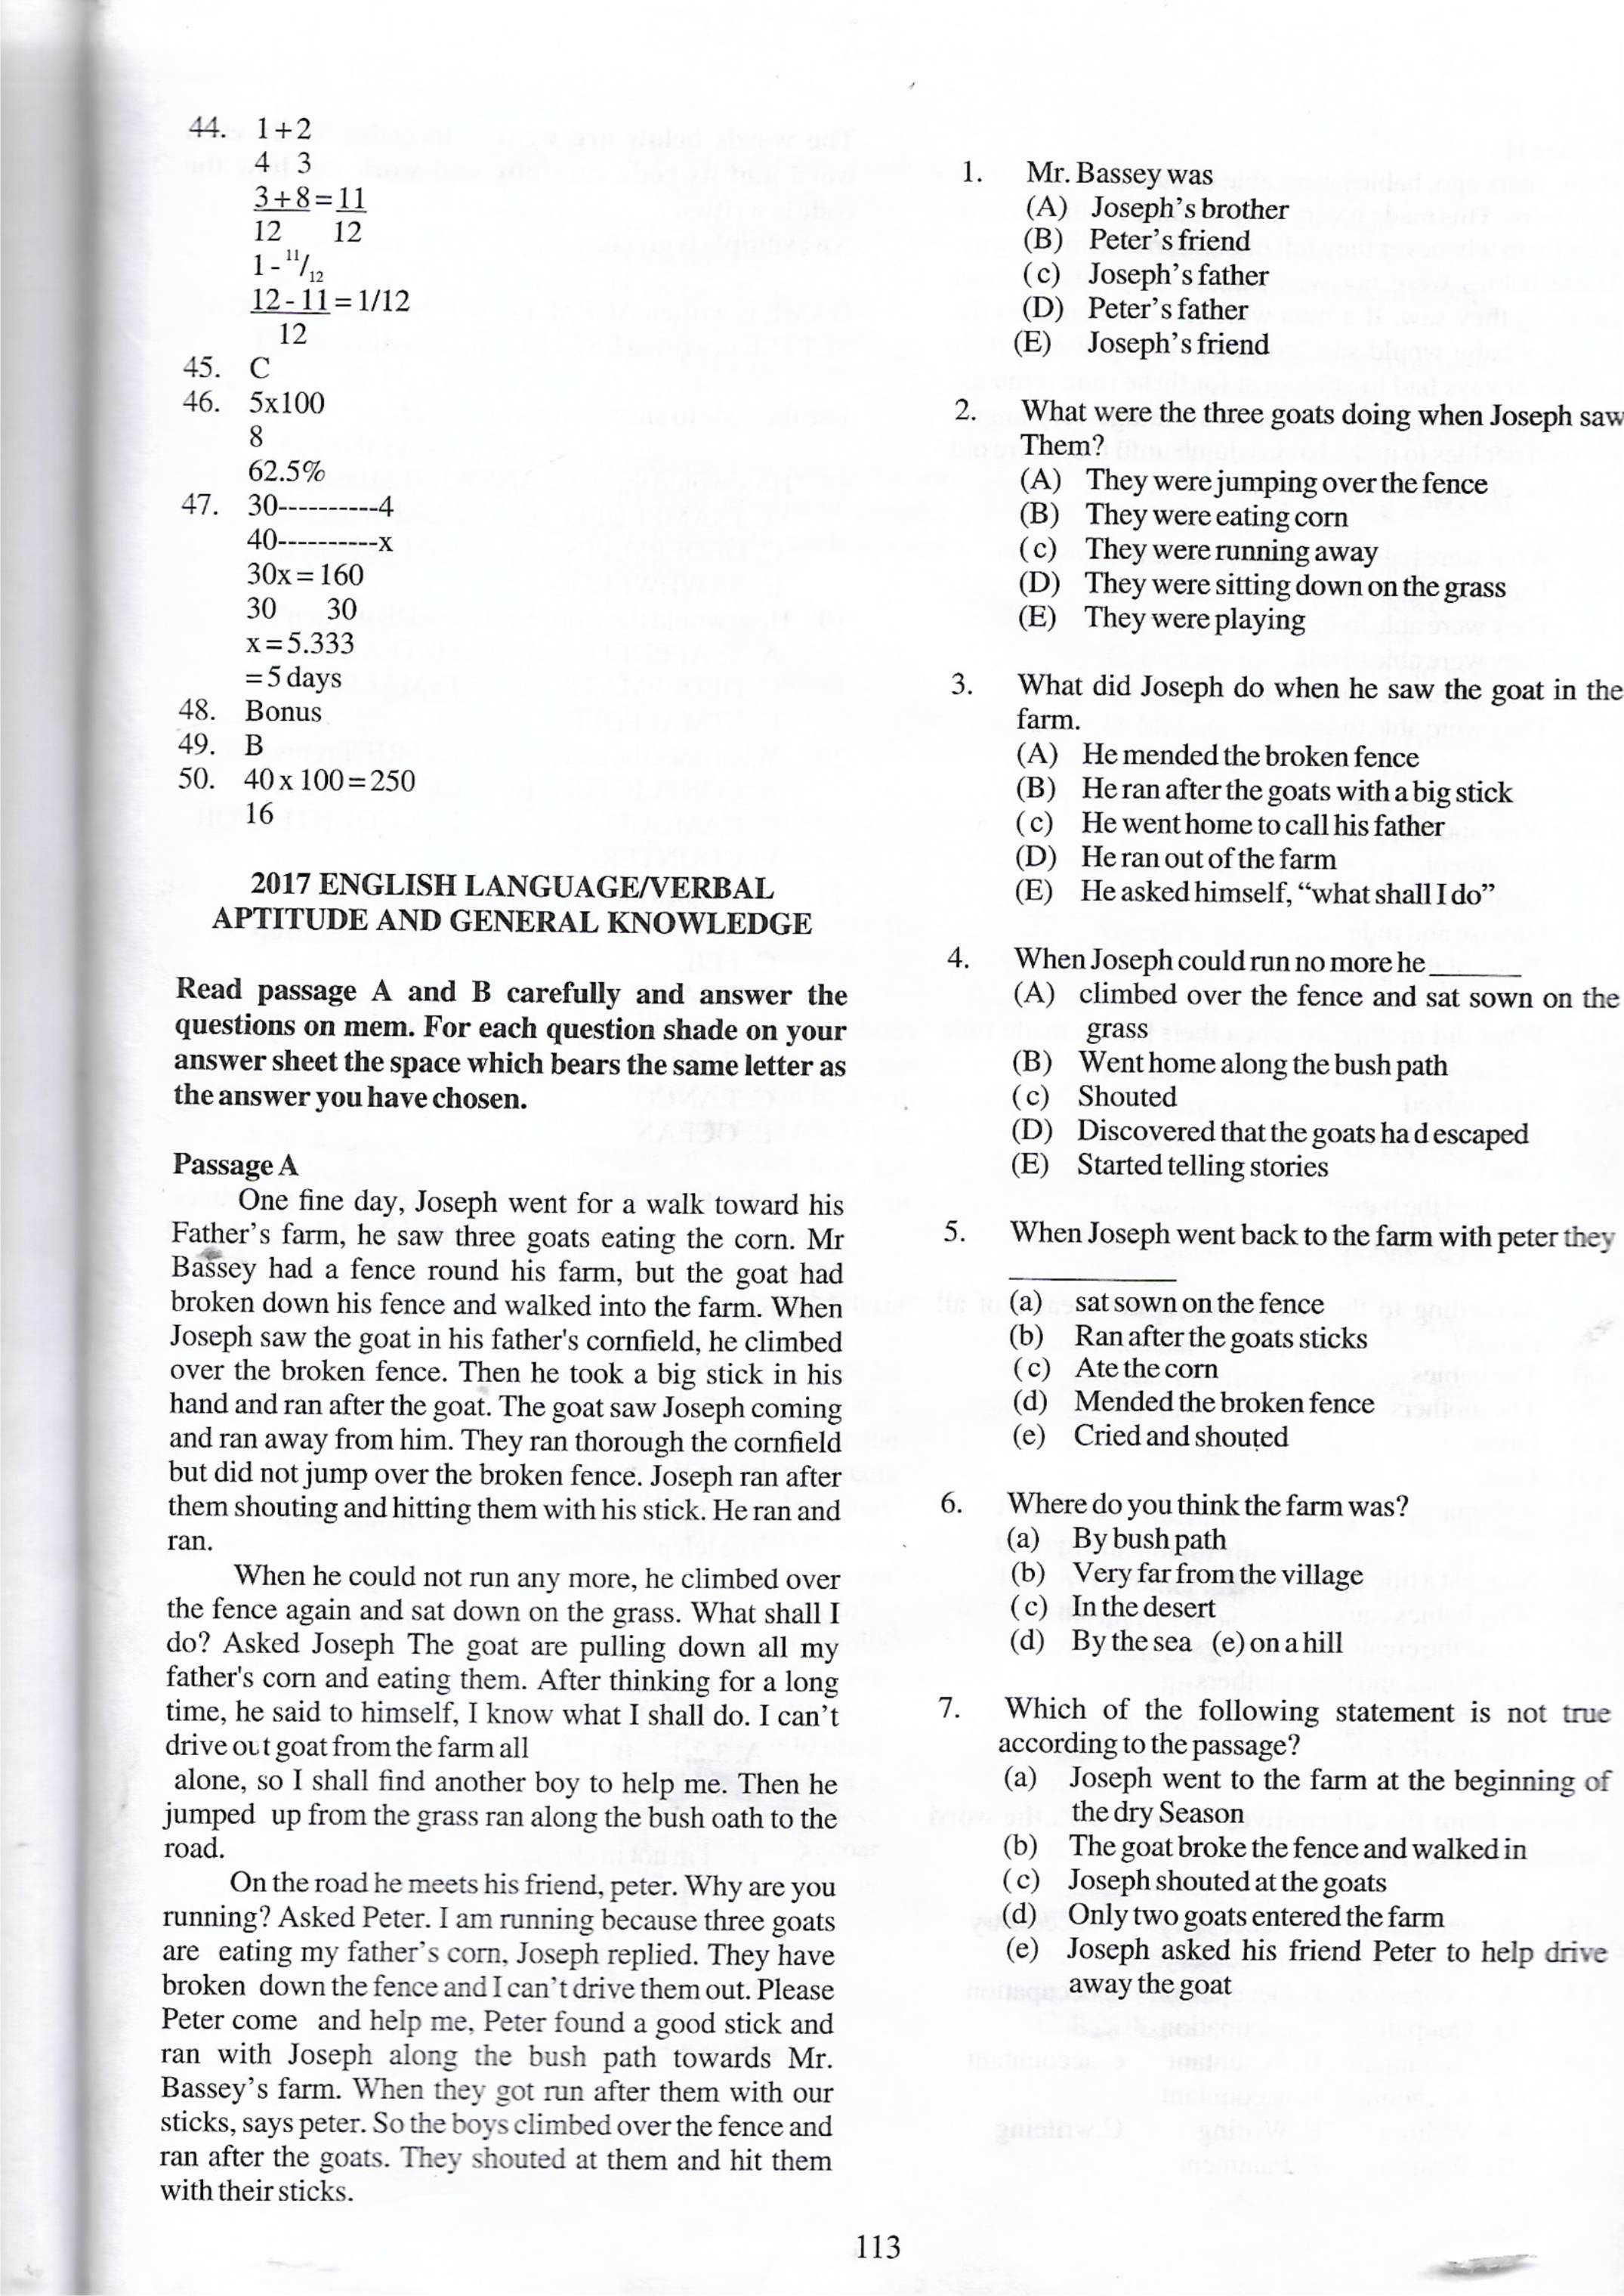 44. 1+2
4 3
3+8=11
12 12
1-11/12
12-11=1/12
12
45. C
46. 5x100
8
62.5%
47. 30----------4
40----------x
30x=160
30 30
x=5.333
=5 days
48. Bonus
49. B
50. 40 x 100=250
16
2017 ENGLISH LANGUAGE/VERBAL
APTITUDE AND GENERAL KNOWLEDGE
Read passage A and B carefully and answer the
questions on mem. For each question shade on your
answer sheet the space which bears the same letter as
the answer you have chosen.
Passage A
One fine day, Joseph went for a walk toward his
Father's farm, he saw three goats eating the corn. Mr
Bassey had a fence round his farm, but the goat had
broken down his fence and walked into the farm. When
Joseph saw the goat in his father's cornfield, he climbed
over the broken fence. Then he took a big stick in his
hand and ran after the goat. The goat saw Joseph coming
and ran away from him. They ran thorough the cornfield
but did not jump over the broken fence. Joseph ran after
them shouting and hitting them with his stick. He ran and
ran.
When he could not run any more, he climbed over
the fence again and sat down on the grass. What shall I
do? Asked Joseph The goat are pulling down all my
father's corn and eating them. After thinking for a long
time, he said to himself, I know what I shall do. I can't
drive out goat from the farm all
alone, so I shall find another boy to help me. Then he
jumped up from the grass ran along the bush oath to the
road.
On the road he meets his friend, peter. Why are you
running? Asked Peter. I am running because three goats
are eating my father's corn, Joseph replied. They have
broken down the fence and I can't drive them out. Please
Peter come and help me, Peter found a good stick and
ran with Joseph along the bush path towards Mr.
Bassey's farm. When they got run after them with our
sticks, says peter. So the boys climbed over the fence and
ran after the goats. They shouted at them and hit them
with their sticks.
1. Mr. Bassey was
(A) Joseph's brother
(B) Peter's friend
(c) Joseph's father
(D) Peter's father
(E) Joseph's friend
2. What were the three goats doing when Joseph saw
Them?
(A) They were jumping over the fence
(B) They were eating corn
(c) They were running away
(D) They were sitting down on the grass
(E) They were playing
3. What did Joseph do when he saw the goat in the
farm.
(A) He mended the broken fence
(B) He ran after the goats with a big stick
(c) He went home to call his father
(D) He ran out of the farm
(E) He asked himself, “what shall I do”
4. When Joseph could run no more he ______
(A) climbed over the fence and sat sown on the
grass
(B) Went home along the bush path
(c) Shouted
(D) Discovered that the goats had escaped
(E) Started telling stories
5. When Joseph went back to the farm with peter they
___________
(a) sat sown on the fence
(b) Ran after the goats sticks
(c) Ate the corn
(d) Mended the broken fence
(e) Cried and shouted
6. Where do you think the farm was?
(a) By bush path
(b) Very far from the village
(c) In the desert
(d) By the sea (e) on a hill
7. Which of the following statement is not true
according to the passage?
(a) Joseph went to the farm at the beginning of
the dry Season
(b) The goat broke the fence and walked in
(c) Joseph shouted at the goats
(d) Only two goats entered the farm
(e) Joseph asked his friend Peter to help drive
away the goat
113